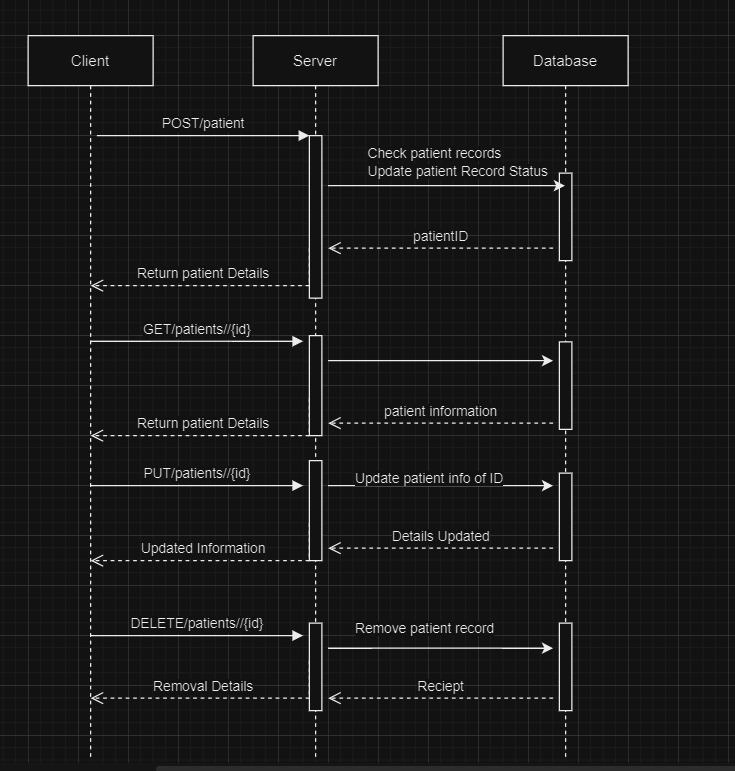 Client
Server
Database
POST/patient
Check patient records
Update patient Record Status
patientID
Return patient Details
GET/patients//{id}
patient information
Return patient Details
PUT/patients//{id}
Update patient info of ID
Details Updated
Updated Information
DELETE/patients//{id}
Remove patient record
Removal Details
Reciept